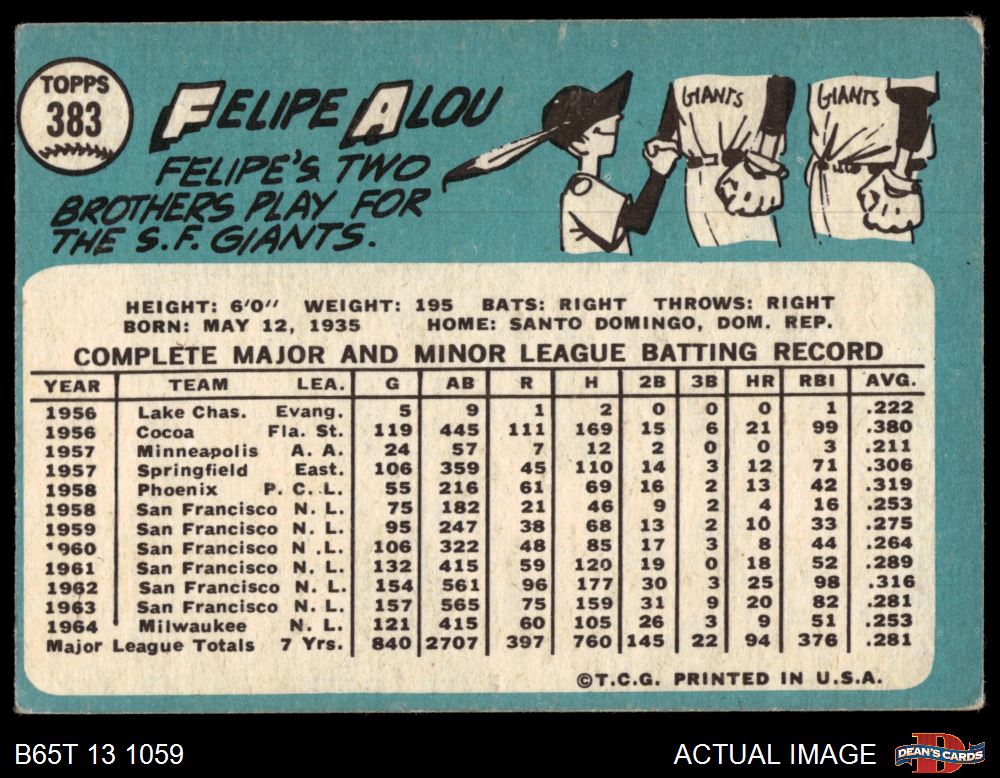 TOPPS
383
FELIPE ALOU
FELIPE'S TWO
BROTHERS PLAY FOR
THE S.F. GIANTS.
GIANTS
GIANTS
HEIGHT: 6'0" WEIGHT: 195 BATS: RIGHT THROWS: RIGHT
BORN: MAY 12, 1935 HOME: SANTO DOMINGO, DOM. REP.
COMPLETE MAJOR AND MINOR LEAGUE BATTING RECORD
YEAR TEAM LEA. G AB R H 2B 3B HR RBI AVG.
1956 Lake Chas. Evang. 5 9 1 2 0 0 0 1 .222
1956 Cocoa Fla. St. 119 445 111 169 15 6 21 99 .380
1957 Minneapolis A. A. 24 57 7 12 2 0 0 3 .211
1957 Springfield East. 106 359 45 110 14 3 12 71 .306
1958 Phoenix P. C. L. 55 216 61 69 16 2 13 42 .319
1958 San Francisco N. L. 75 182 21 46 9 2 4 16 .253
1959 San Francisco N. L. 95 247 38 68 13 2 10 33 .275
1960 San Francisco N .L. 106 322 48 85 17 3 8 44 .264
1961 San Francisco N. L. 132 415 59 120 19 0 18 52 .289
1962 San Francisco N. L. 154 561 96 177 30 3 25 98 .316
1963 San Francisco N. L. 157 565 75 159 31 9 20 82 .281
1964 Milwaukee N. L. 121 415 60 105 26 3 9 51 .253
Major League Totals 7 Yrs. 840 2707 397 760 145 22 94 376 .281
©T.C.G. PRINTED IN U.S.A.
B65T 13 1059
ACTUAL IMAGE
D
DEAN'S CARDS